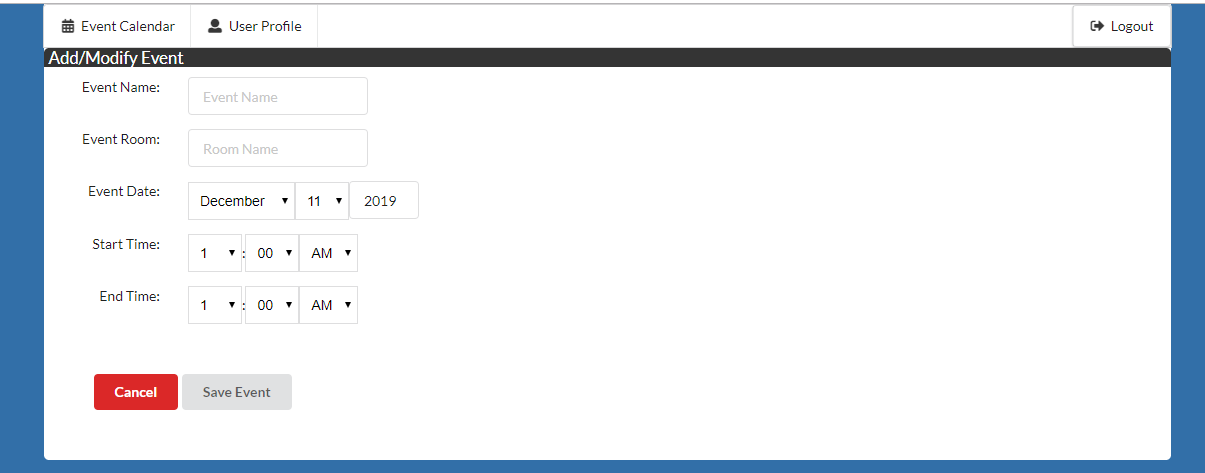 Event Calendar User Profile Logout
Add/Modify Event
Event Name: Event Name
Event Room: Room Name
Event Date: December 11 2019
Start Time: 1 : 00 AM
End Time: 1 : 00 AM
Cancel Save Event